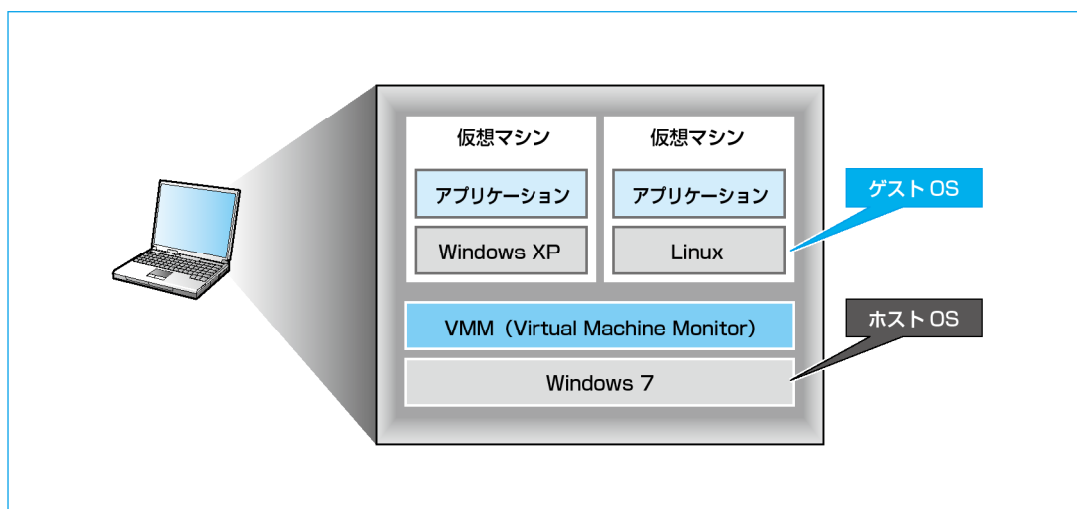 仮想マシン
仮想マシン
アプリケーション
アプリケーション
ゲスト OS
Windows XP
Linux
VMM（Virtual Machine Monitor）
ホスト OS
Windows 7